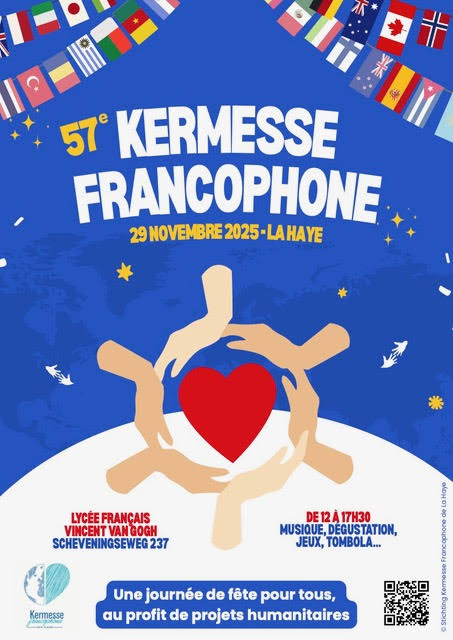 57e KERMESSE
FRANCOPHONE
29 NOVEMBRE 2025 - LA HAYE
LYCÉE FRANÇAIS
VINCENT VAN GOGH
SCHEVENINGSEWEG 237
DE 12 À 17H30
MUSIQUE, DÉGUSTATION,
JEUX, TOMBOLA...
Kermesse
francophone
Une journée de fête pour tous,
au profit de projets humanitaires
© Stichting Kermesse Francophone de La Haye